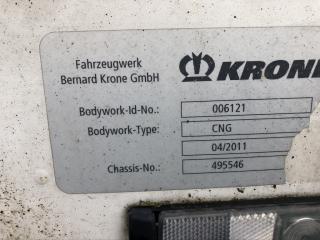 Fahrzeugwerk
Bernard Krone GmbH
KRONE
Bodywork-Id-No.: 006121
Bodywork-Type.: CNG
04/2011
Chassis-No.: 495546